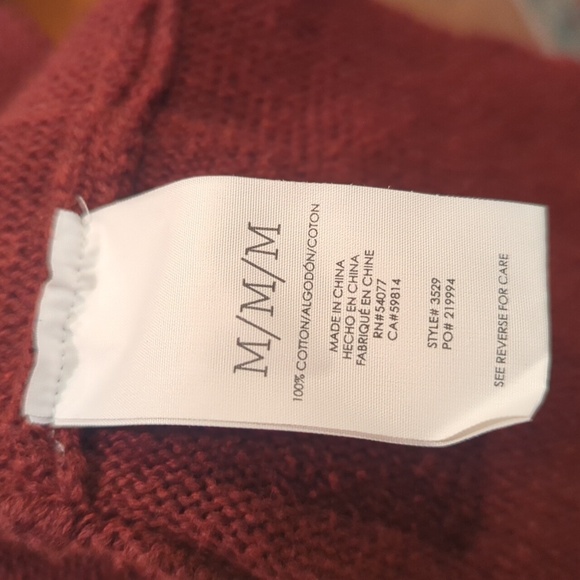 M/M/M
100% COTTON/ALGODÓN/COTON
MADE IN CHINA
HECHO EN CHINA
FABRIQUÉ EN CHINE
RN#54077
CA#59814
STYLE# 3529
PO# 219994
SEE REVERSE FOR CARE